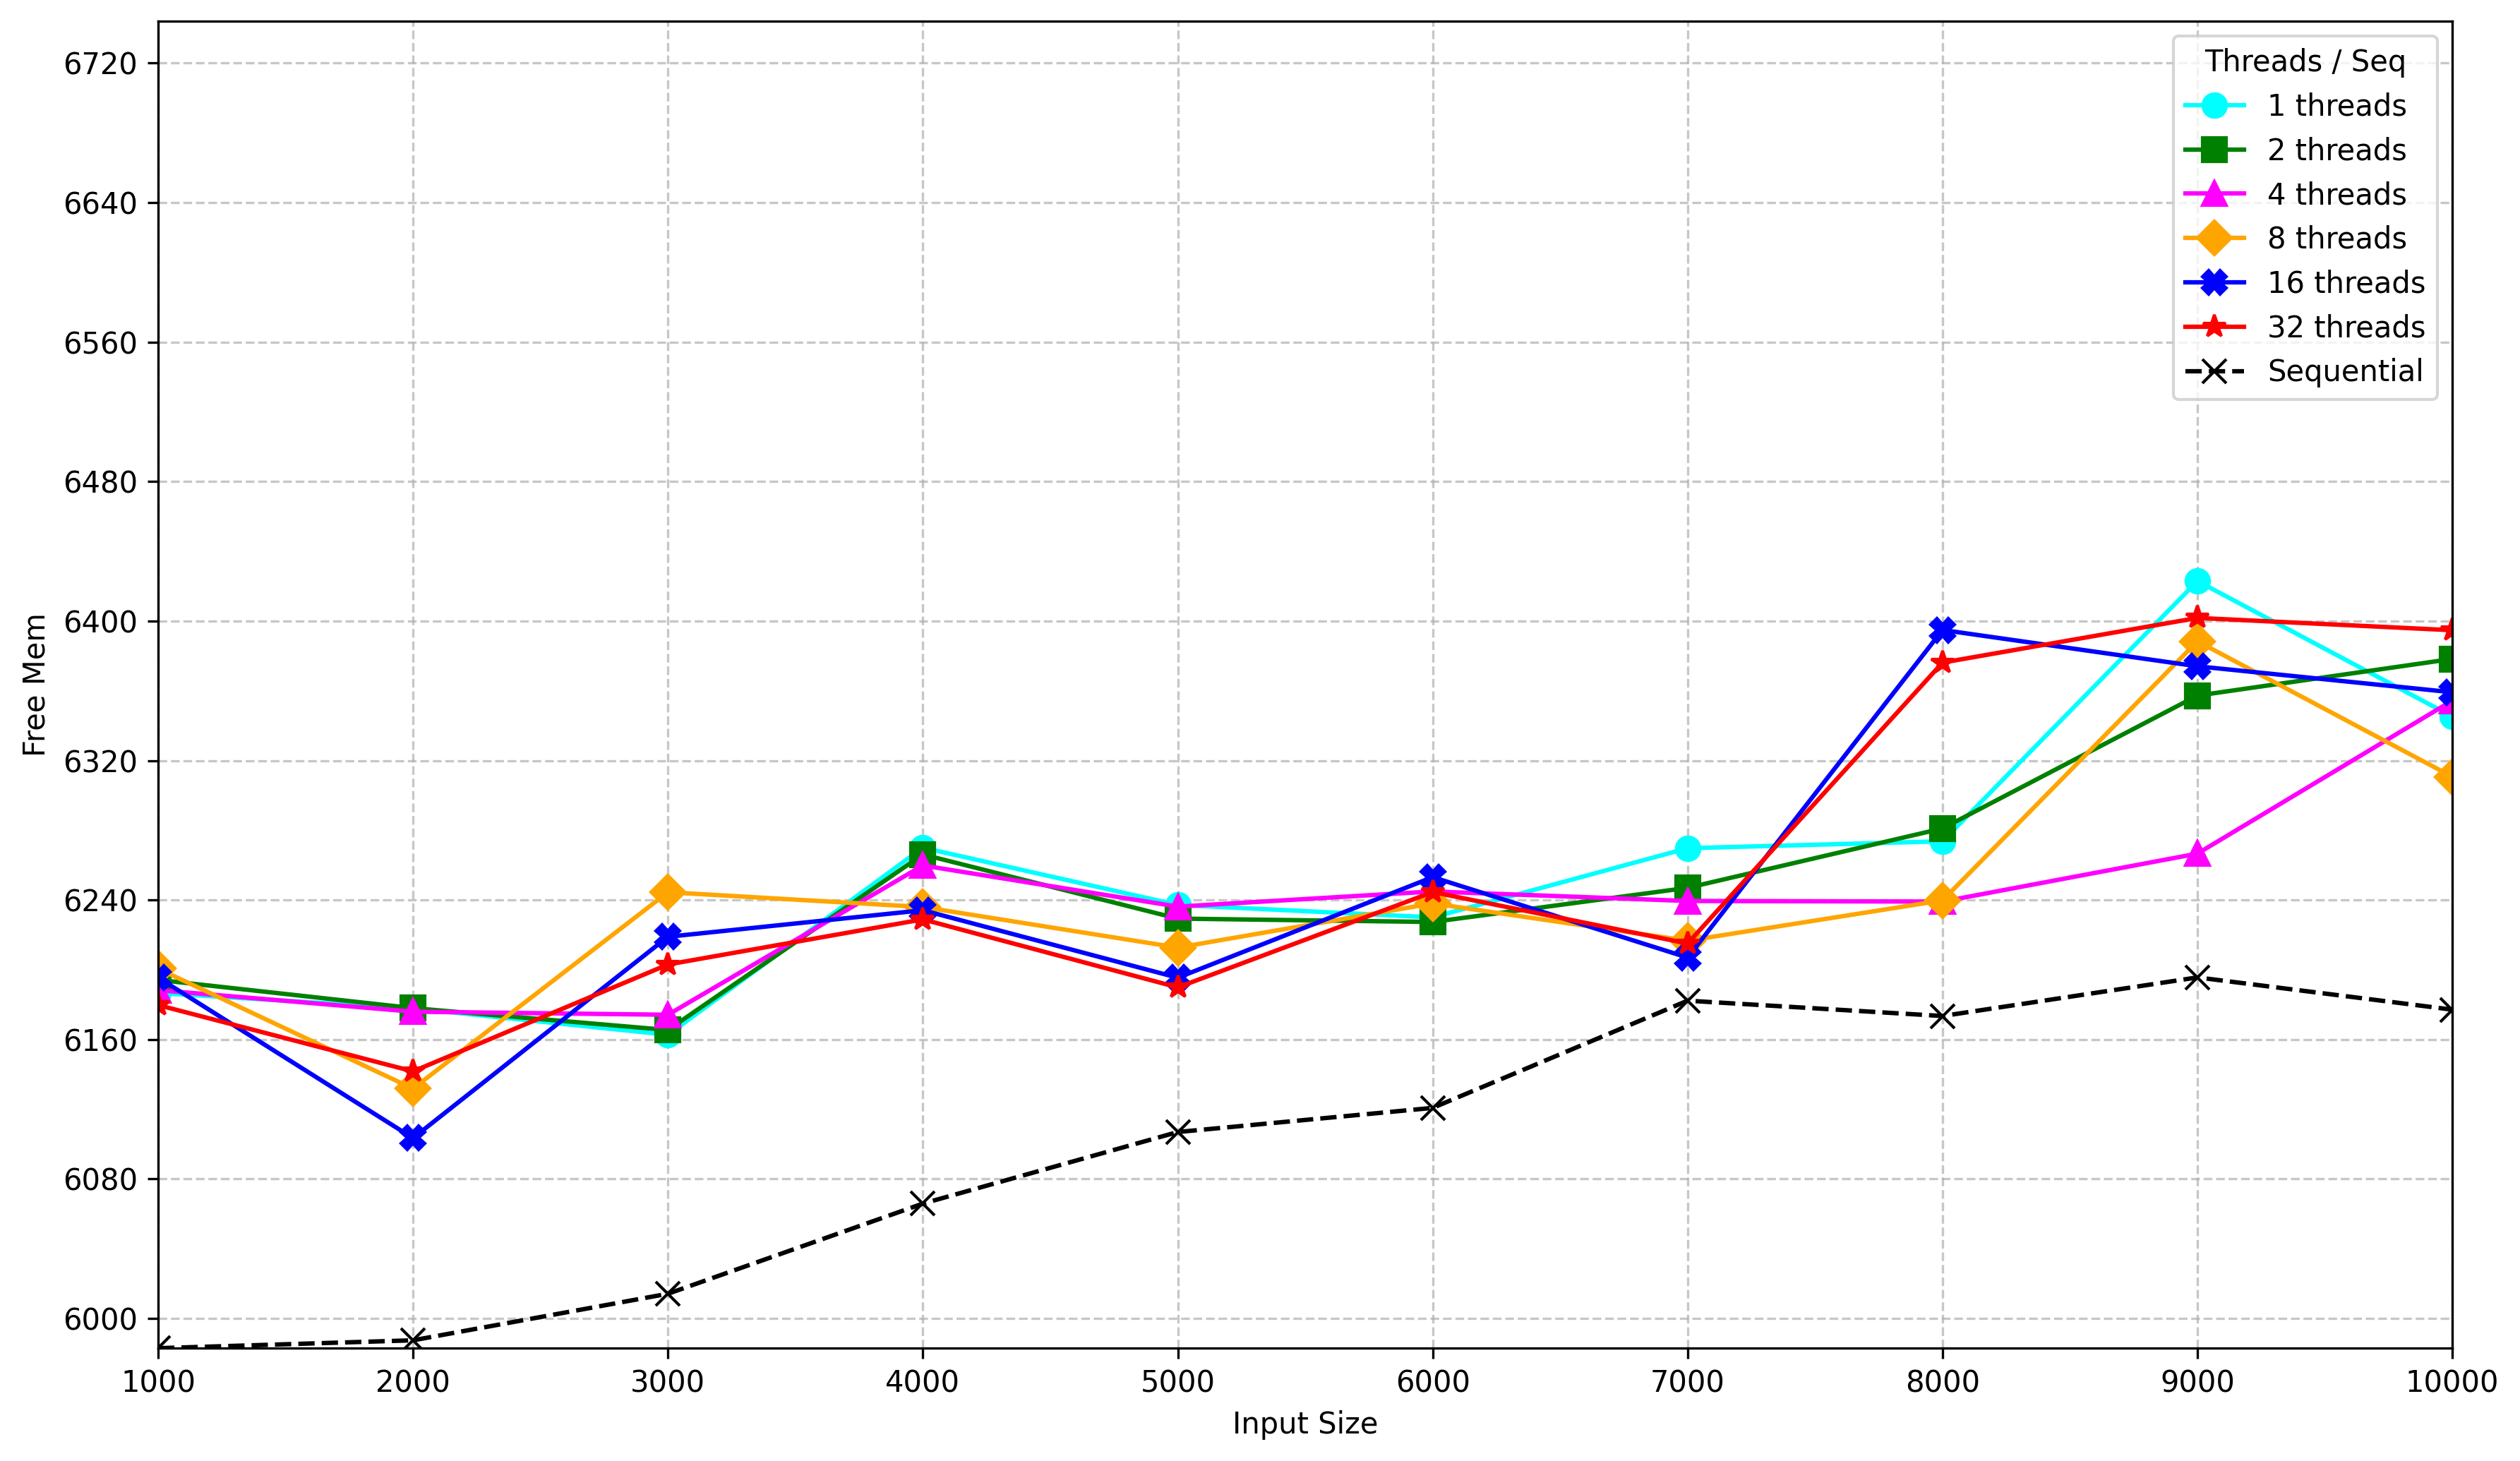 6720
6640
6560
6480
6400
6320
6240
6160
6080
6000
Free Mem
Threads / Seq
1 threads
2 threads
4 threads
8 threads
16 threads
32 threads
Sequential
1000 2000 3000 4000 5000 6000 7000 8000 9000 10000
Input Size